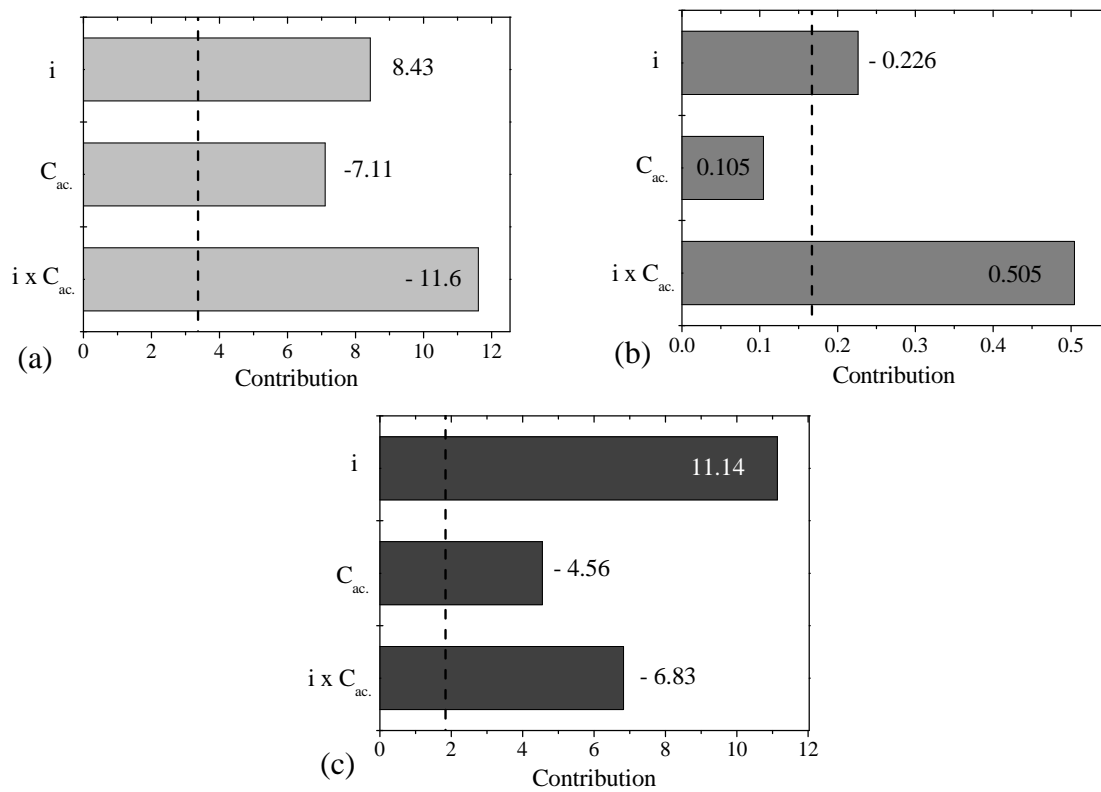 i
8.43
C ac.
-7.11
i x C ac.
- 11.6
0 2 4 6 8 10 12
(a)
Contribution
i
- 0.226
C ac.
0.105
i x C ac.
0.505
0.0 0.1 0.2 0.3 0.4 0.5
(b)
Contribution
i
11.14
C ac.
- 4.56
i x C ac.
- 6.83
0 2 4 6 8 10 12
(c)
Contribution